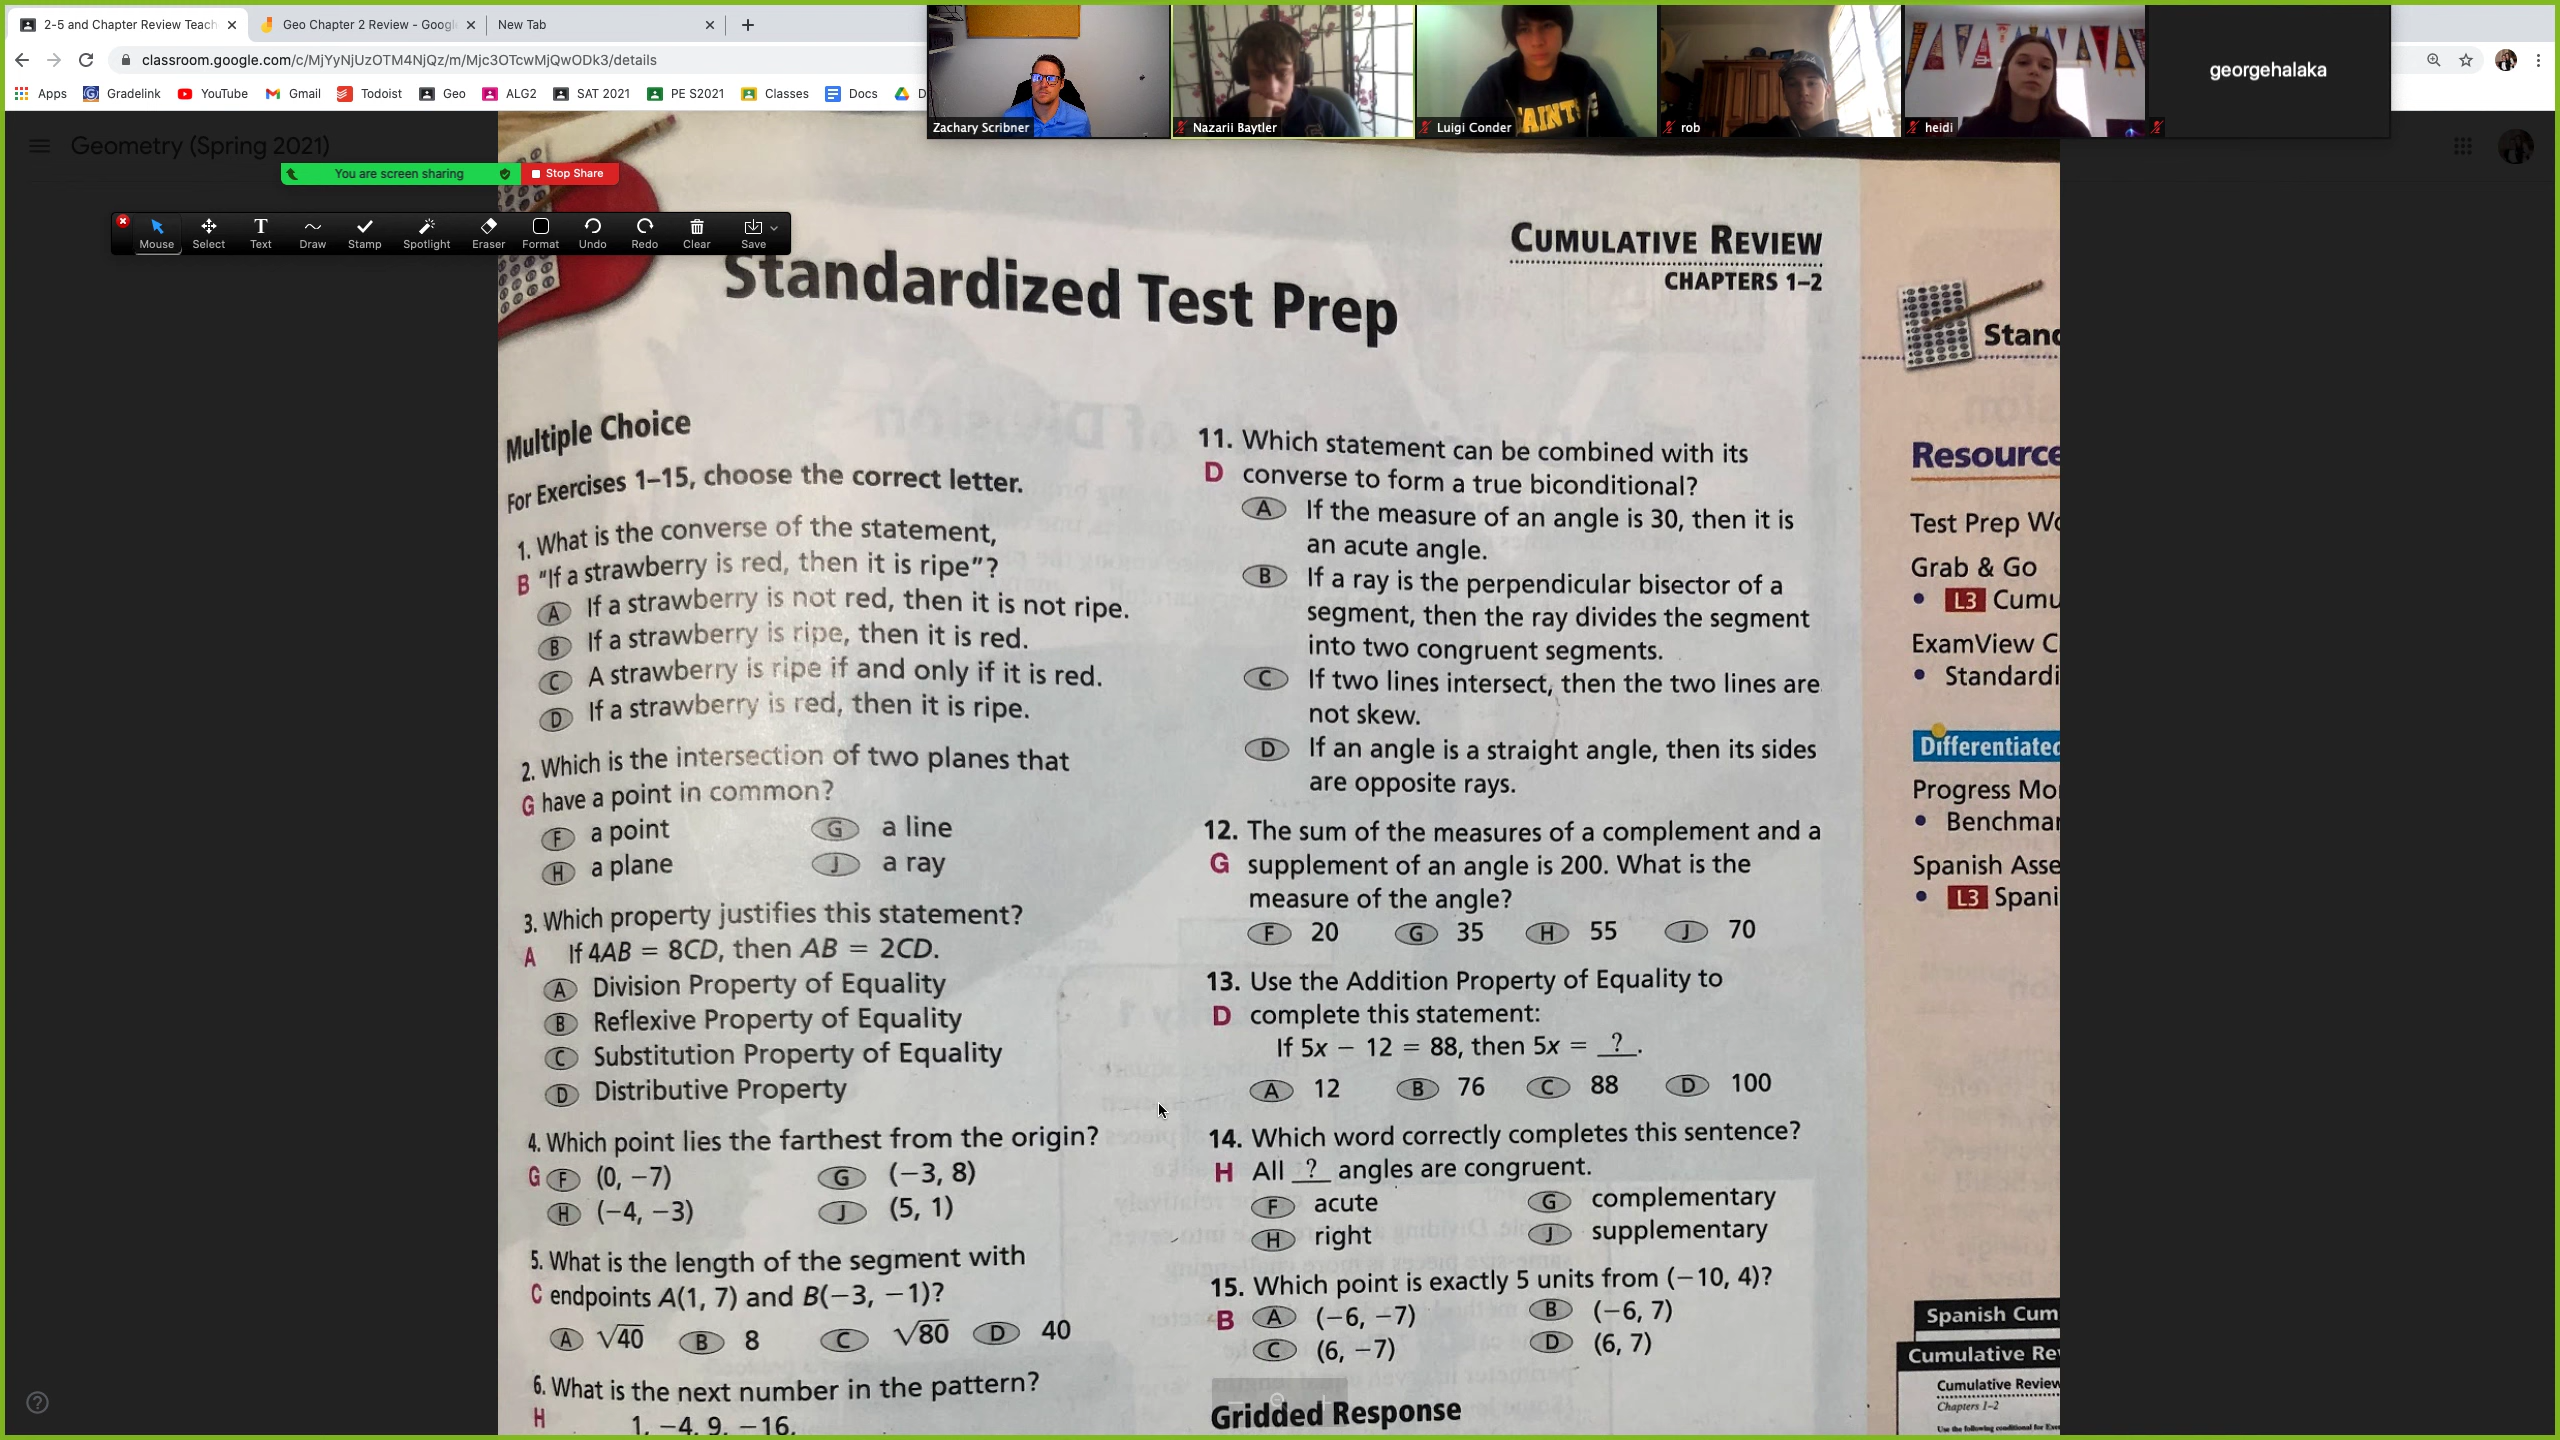 2-5 and Chapter Review Teach
Geo Chapter 2 Review - Googl
New Tab
classroom.google.com/c/MjYyNjUzOTM4NjQz/m/Mjc3OTcwMjQwODk3/details
Apps Gradelink YouTube Gmail Todoist Geo ALG2 SAT 2021 PE S2021 Classes Docs D
Zachary Scribner
Nazarii Baytler
Luigi Conder
rob
heidi
georgehalaka
Geometry (Spring 2021)
You are screen sharing
Stop Share
Mouse Select Text Draw Stamp Spotlight Eraser Format Undo Redo Clear Save
CUMULATIVE REVIEW
CHAPTERS 1–2
Standardized Test Prep
Multiple Choice
For Exercises 1–15, choose the correct letter.
1. What is the converse of the statement,
B "If a strawberry is red, then it is ripe"?
A If a strawberry is not red, then it is not ripe.
B If a strawberry is ripe, then it is red.
C A strawberry is ripe if and only if it is red.
D If a strawberry is red, then it is ripe.
2. Which is the intersection of two planes that
G have a point in common?
F a point G a line
H a plane J a ray
3. Which property justifies this statement?
A If 4AB = 8CD, then AB = 2CD.
A Division Property of Equality
B Reflexive Property of Equality
C Substitution Property of Equality
D Distributive Property
4. Which point lies the farthest from the origin?
G F (0, −7) G (−3, 8)
H (−4, −3) J (5, 1)
5. What is the length of the segment with
C endpoints A(1, 7) and B(−3, −1)?
A √40 B 8 C √80 D 40
6. What is the next number in the pattern?
H 1, −4, 9, −16,
11. Which statement can be combined with its
D converse to form a true biconditional?
A If the measure of an angle is 30, then it is
an acute angle.
B If a ray is the perpendicular bisector of a
segment, then the ray divides the segment
into two congruent segments.
C If two lines intersect, then the two lines are
not skew.
D If an angle is a straight angle, then its sides
are opposite rays.
12. The sum of the measures of a complement and a
G supplement of an angle is 200. What is the
measure of the angle?
F 20 G 35 H 55 J 70
13. Use the Addition Property of Equality to
D complete this statement:
If 5x − 12 = 88, then 5x = ?.
A 12 B 76 C 88 D 100
14. Which word correctly completes this sentence?
H All ? angles are congruent.
F acute G complementary
H right J supplementary
15. Which point is exactly 5 units from (−10, 4)?
B A (−6, −7) B (−6, 7)
C (6, −7) D (6, 7)
Gridded Response
Stand
Resource
Test Prep Wo
Grab & Go
• L3 Cumu
ExamView C
• Standardi
Differentiated
Progress Mo
• Benchmar
Spanish Asse
• L3 Spani
Spanish Cum
Cumulative Re
Cumulative Review
Chapters 1–2